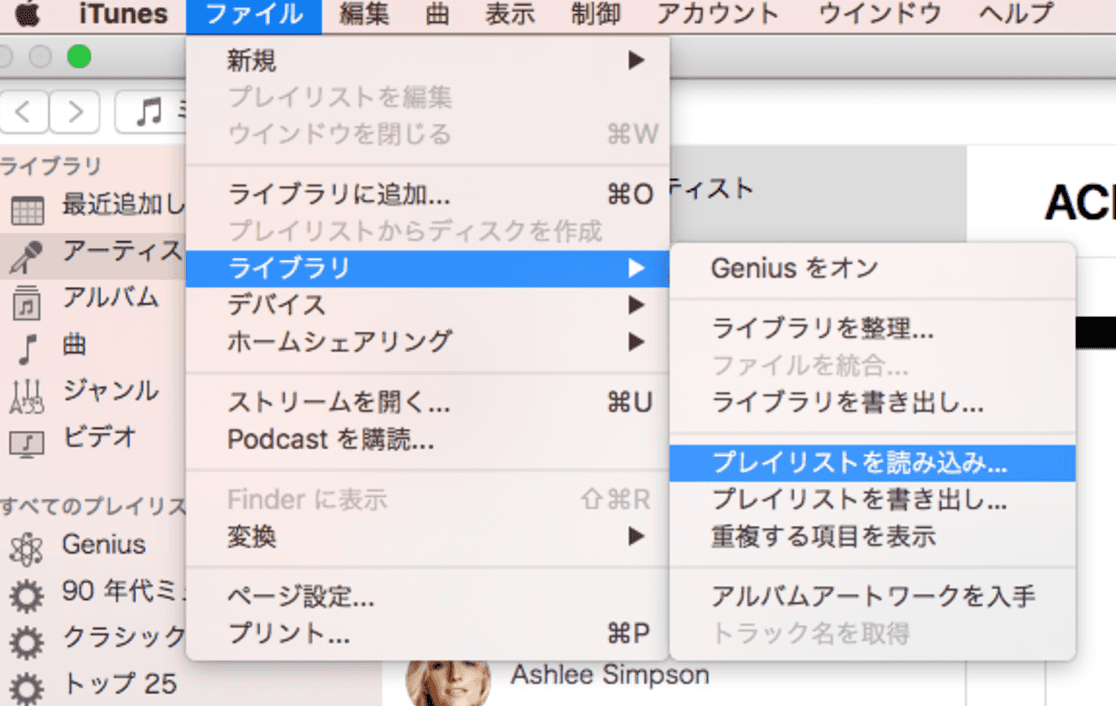 iTunes ファイル 編集 曲 表示 制御 アカウント ウインドウ ヘルプ
ライブラリ
最近追加し
アーティス
アルバム
曲
ジャンル
ビデオ
すべてのプレイリス
Genius
90 年代ミュ
クラシック
トップ 25
新規
プレイリストを編集
ウインドウを閉じる ⌘W
ライブラリに追加... ⌘O
プレイリストからディスクを作成
ライブラリ
デバイス
ホームシェアリング
ストリームを開く... ⌘U
Podcast を購読...
Finder に表示 ⇧⌘R
変換
ページ設定...
プリント... ⌘P
Genius をオン
ライブラリを整理...
ファイルを統合...
ライブラリを書き出し...
プレイリストを読み込み...
プレイリストを書き出し...
重複する項目を表示
アルバムアートワークを入手
トラック名を取得
ティスト
Ashlee Simpson